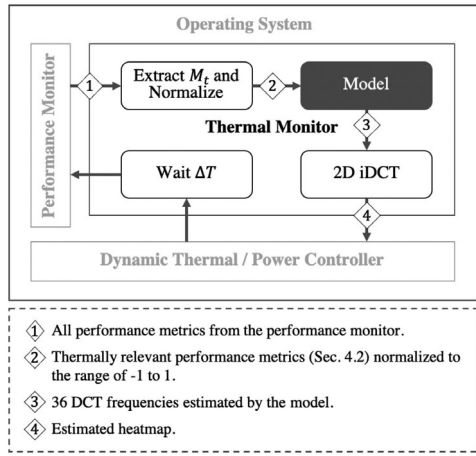 Operating System
Performance Monitor
1
Extract M_t and
Normalize
2
Model
Thermal Monitor
3
Wait ΔT
2D iDCT
4
Dynamic Thermal / Power Controller
1 All performance metrics from the performance monitor.
2 Thermally relevant performance metrics (Sec. 4.2) normalized to
the range of -1 to 1.
3 36 DCT frequencies estimated by the model.
4 Estimated heatmap.